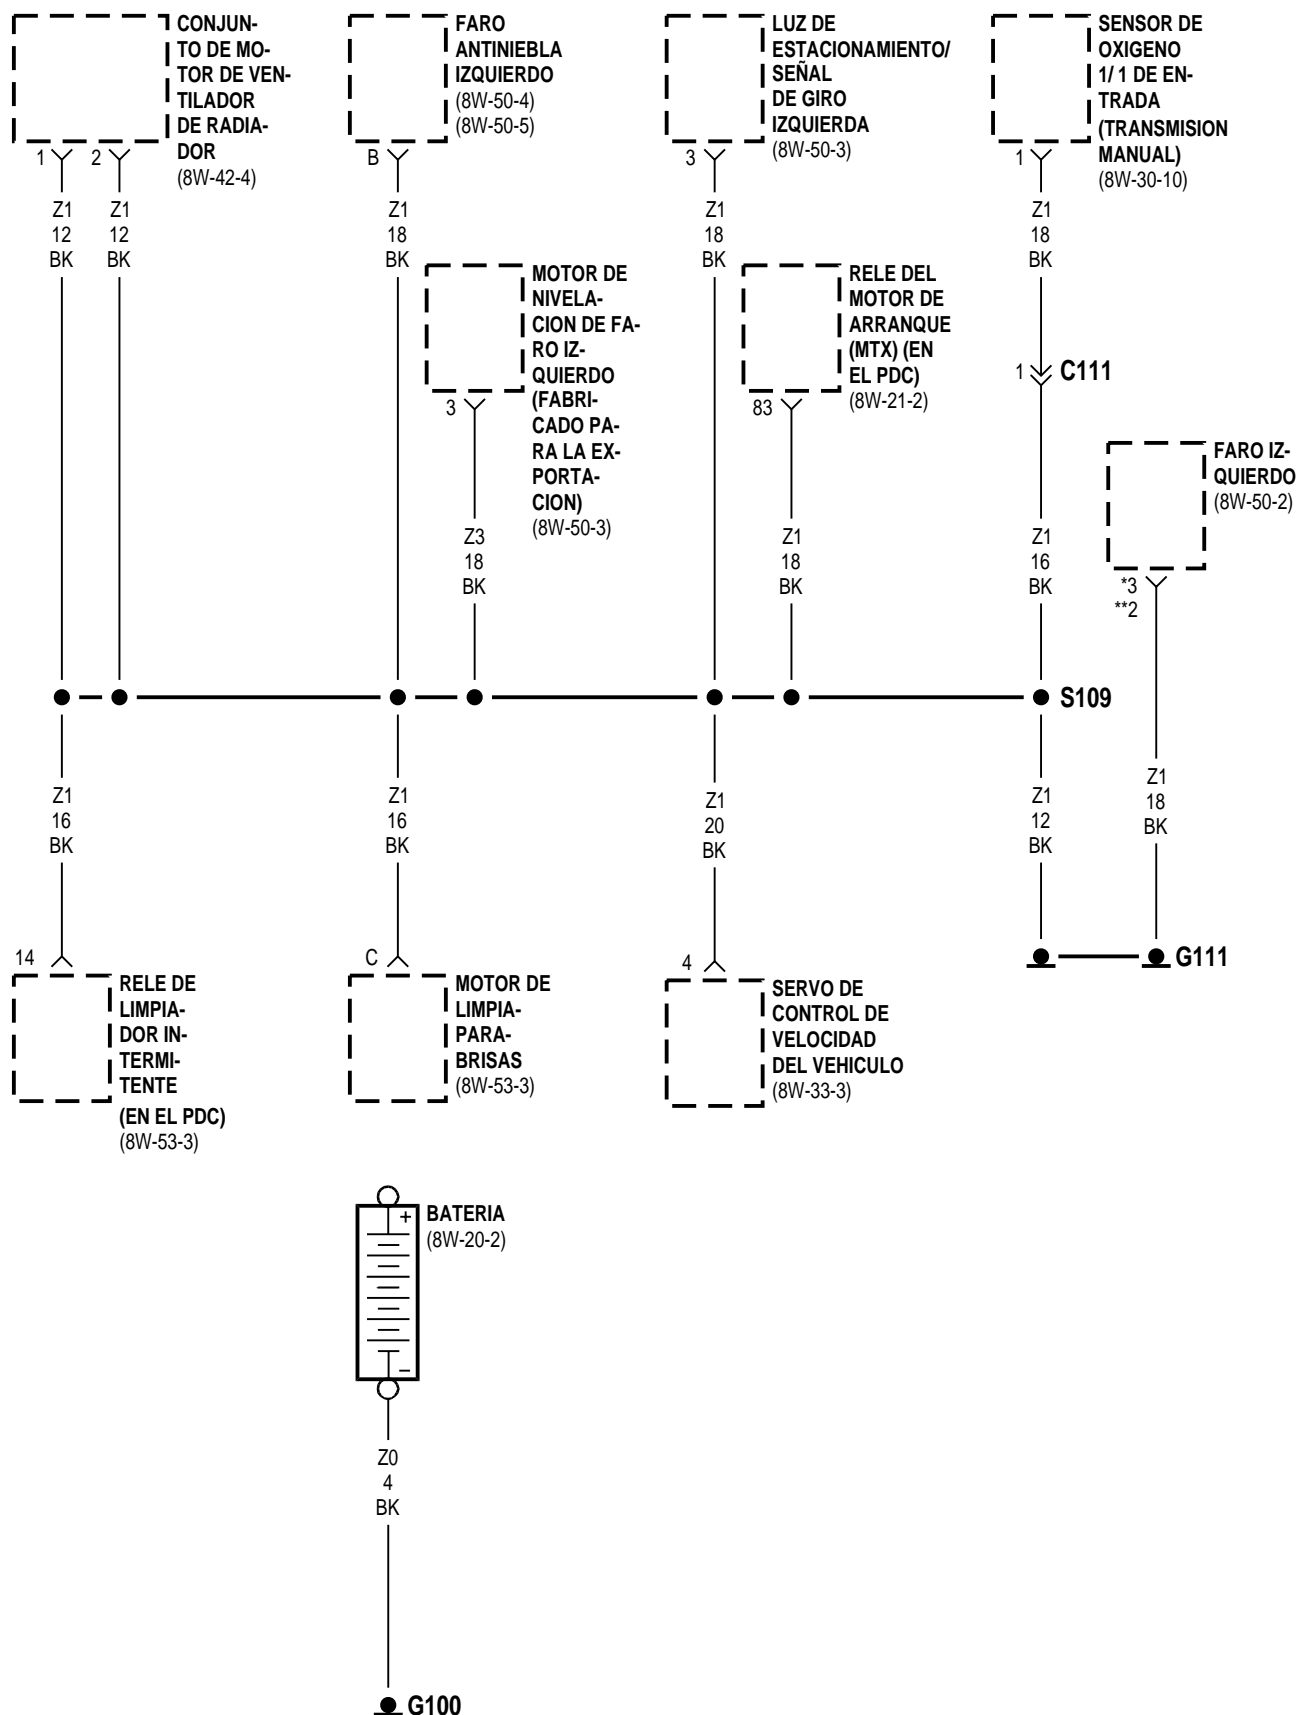 CONJUN-
TO DE MO-
TOR DE VEN-
TILADOR
DE RADIA-
DOR
(8W-42-4)
1
2
Z1
12
BK
Z1
12
BK
FARO
ANTINIEBLA
IZQUIERDO
(8W-50-4)
(8W-50-5)
B
Z1
18
BK
LUZ DE
ESTACIONAMIENTO/
SEÑAL
DE GIRO
IZQUIERDA
(8W-50-3)
3
Z1
18
BK
SENSOR DE
OXIGENO
1/ 1 DE EN-
TRADA
(TRANSMISION
MANUAL)
(8W-30-10)
1
Z1
18
BK
MOTOR DE
NIVELA-
CION DE FA-
RO IZ-
QUIERDO
(FABRI-
CADO PA-
RA LA EX-
PORTA-
CION)
(8W-50-3)
3
Z3
18
BK
RELE DEL
MOTOR DE
ARRANQUE
(MTX) (EN
EL PDC)
(8W-21-2)
83
Z1
18
BK
1
C111
Z1
16
BK
FARO IZ-
QUIERDO
(8W-50-2)
*3
**2
S109
Z1
16
BK
Z1
16
BK
Z1
20
BK
Z1
12
BK
Z1
18
BK
G111
14
RELE DE
LIMPIA-
DOR IN-
TERMI-
TENTE
(EN EL PDC)
(8W-53-3)
C
MOTOR DE
LIMPIA-
PARA-
BRISAS
(8W-53-3)
4
SERVO DE
CONTROL DE
VELOCIDAD
DEL VEHICULO
(8W-33-3)
+
BATERIA
(8W-20-2)
–
Z0
4
BK
G100